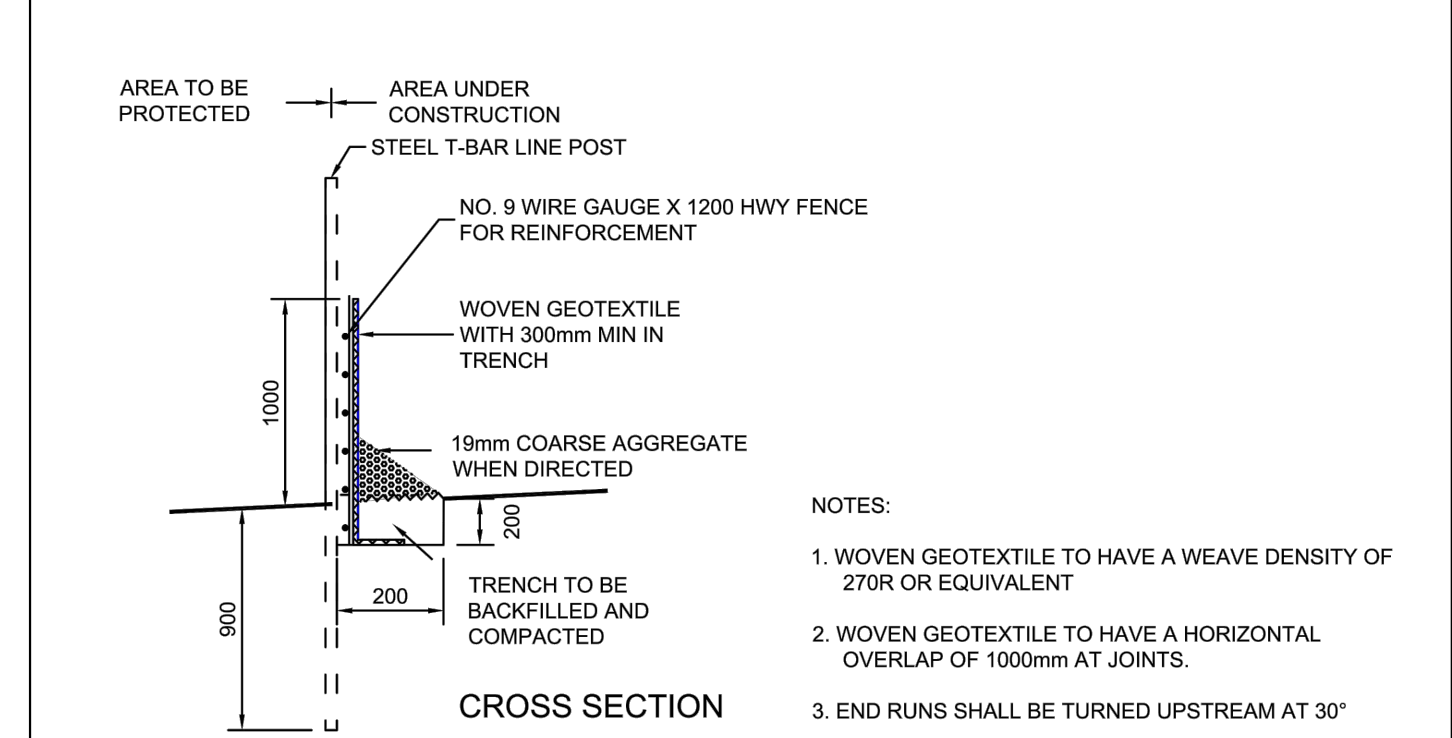 AREA TO BE
PROTECTED
AREA UNDER
CONSTRUCTION
STEEL T-BAR LINE POST
NO. 9 WIRE GAUGE X 1200 HWY FENCE
FOR REINFORCEMENT
WOVEN GEOTEXTILE
WITH 300mm MIN IN
TRENCH
1000
19mm COARSE AGGREGATE
WHEN DIRECTED
200
900
200
TRENCH TO BE
BACKFILLED AND
COMPACTED
CROSS SECTION
NOTES:
1. WOVEN GEOTEXTILE TO HAVE A WEAVE DENSITY OF
270R OR EQUIVALENT
2. WOVEN GEOTEXTILE TO HAVE A HORIZONTAL
OVERLAP OF 1000mm AT JOINTS.
3. END RUNS SHALL BE TURNED UPSTREAM AT 30°